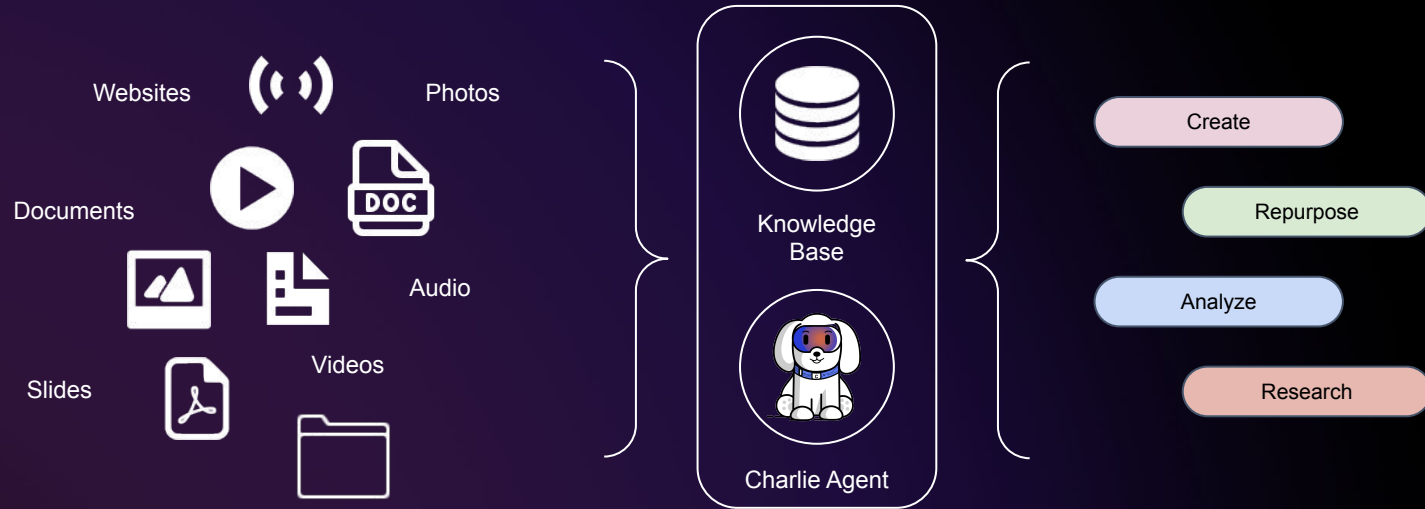 Websites
Photos
DOC
Documents
Audio
Videos
Slides
Knowledge
Base
Charlie Agent
Create
Repurpose
Analyze
Research